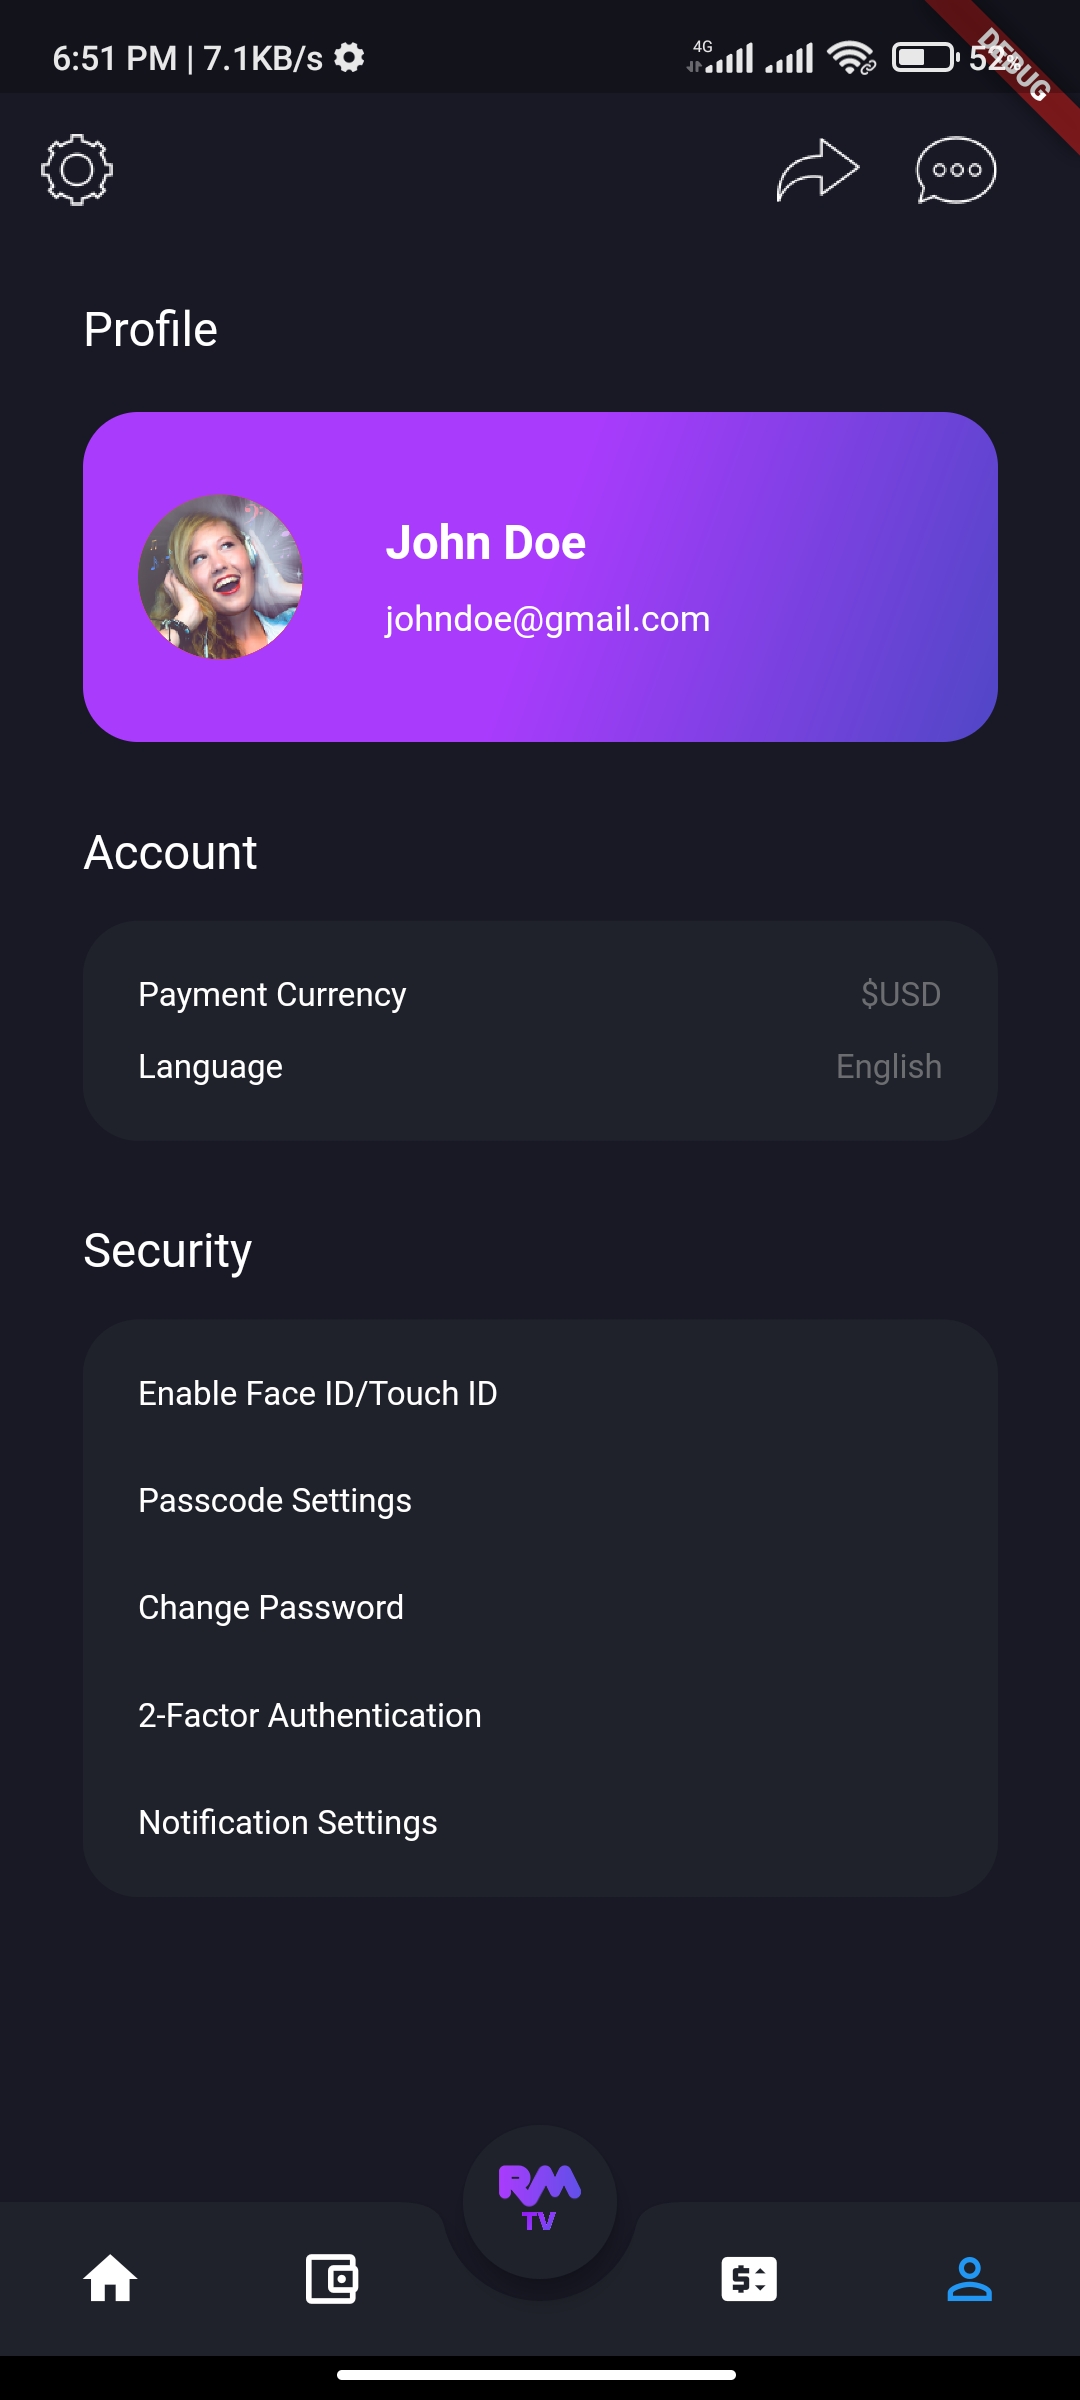 6:51 PM | 7.1KB/s
4G
52%
DEBUG
Profile
John Doe
johndoe@gmail.com
Account
Payment Currency $USD
Language English
Security
Enable Face ID/Touch ID
Passcode Settings
Change Password
2-Factor Authentication
Notification Settings
RM
TV